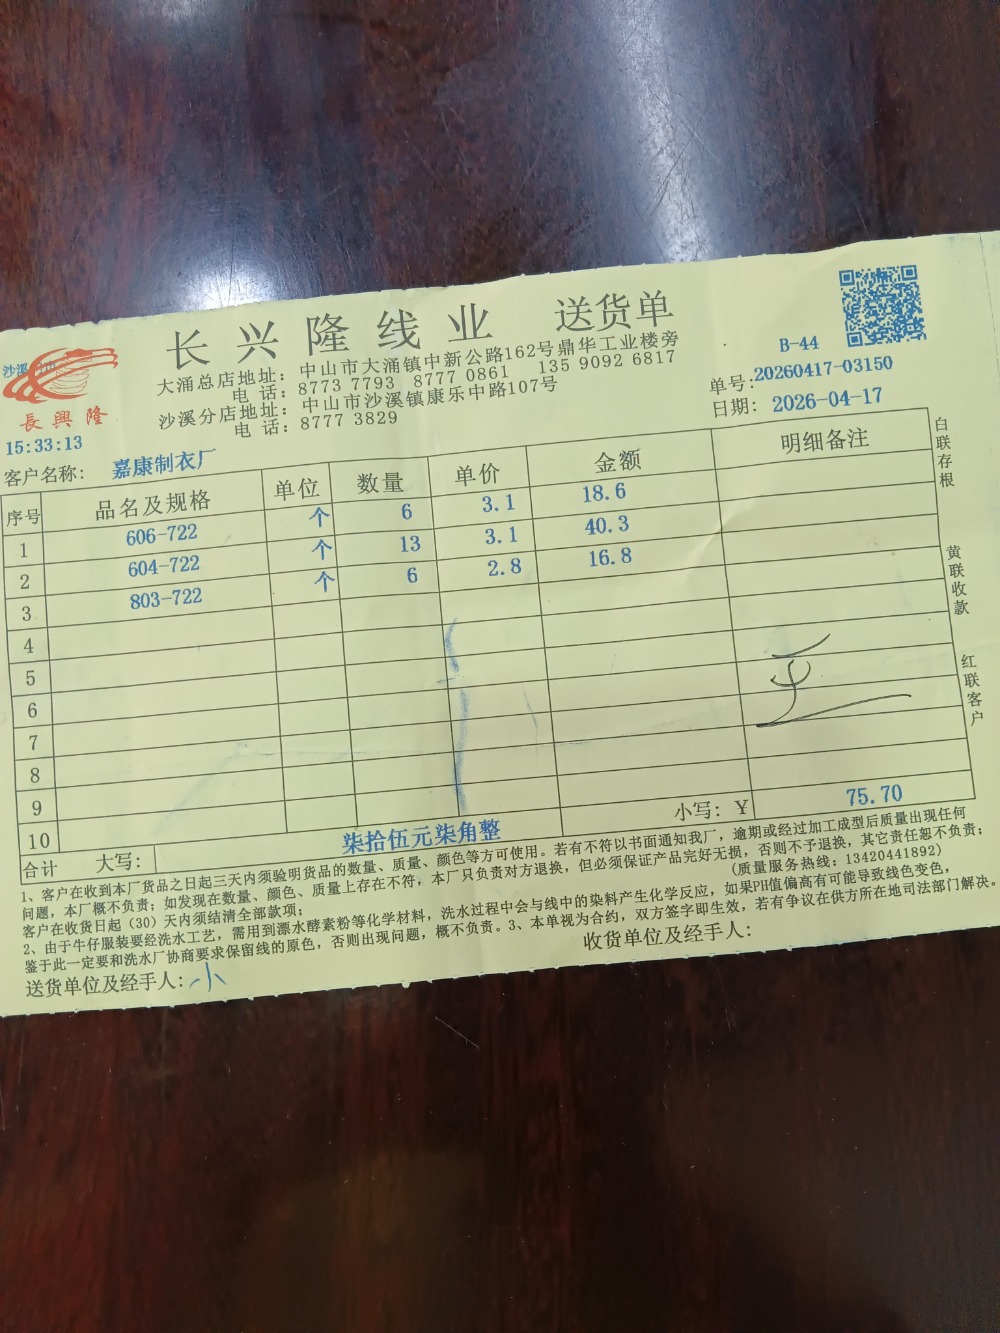 长兴隆线业 送货单
大涌总店地址: 中山市大涌镇中新公路162号鼎华工业楼旁
电 话: 8773 7793 8777 0861 135 9092 6817
沙溪分店地址: 中山市沙溪镇康乐中路107号
电 话: 8777 3829
沙溪
長興隆
15:33:13
B-44
单号:20260417-03150
日期: 2026-04-17
客户名称: 嘉康制衣厂
序号 品名及规格 单位 数量 单价 金额 明细备注
1 606-722 个 6 3.1 18.6
2 604-722 个 13 3.1 40.3
3 803-722 个 6 2.8 16.8
4
5
6
7
8
9
10
合计 大写: 柒拾伍元柒角整 小写: ￥ 75.70
白联存根
黄联收款
红联客户
1、客户在收到本厂货品之日起三天内须验明货品的数量、质量、颜色等方可使用。若有不符以书面通知我厂，逾期或经过加工成型后质量出现任何
问题，本厂概不负责；如发现在数量、颜色、质量上存在不符，本厂只负责对方退换，但必须保证产品完好无损，否则不予退换，其它责任恕不负责；
客户在收货日起（30）天内须结清全部款项； (质量服务热线: 13420441892)
2、由于牛仔服装要经洗水工艺，需用到漂水酵素粉等化学材料，洗水过程中会与线中的染料产生化学反应，如果PH值偏高有可能导致线色变色，
鉴于此一定要和洗水厂协商要求保留线的原色，否则出现问题，概不负责。3、本单视为合约，双方签字即生效，若有争议在供方所在地司法部门解决。
送货单位及经手人: 小
收货单位及经手人: